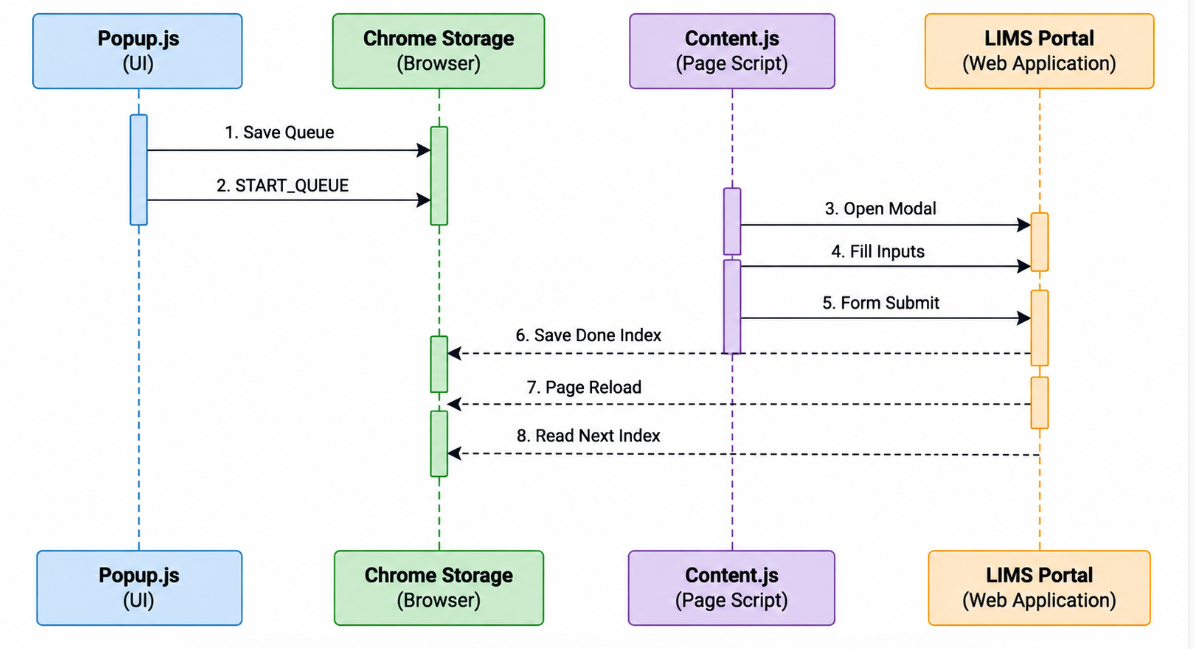 Popup.js
(UI)
Chrome Storage
(Browser)
Content.js
(Page Script)
LIMS Portal
(Web Application)
1. Save Queue
2. START_QUEUE
3. Open Modal
4. Fill Inputs
5. Form Submit
6. Save Done Index
7. Page Reload
8. Read Next Index
Popup.js
(UI)
Chrome Storage
(Browser)
Content.js
(Page Script)
LIMS Portal
(Web Application)